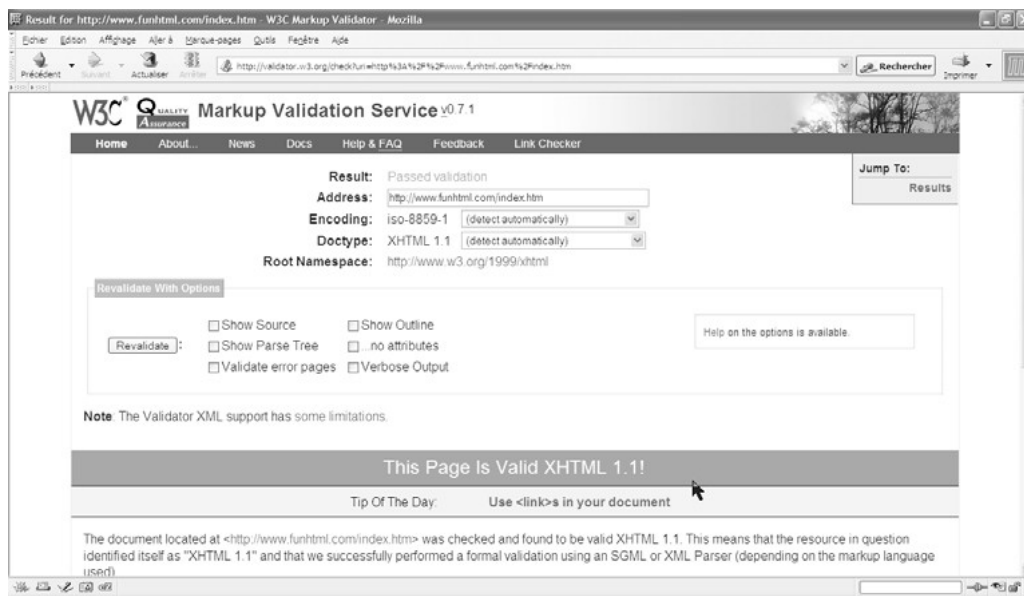 Result for http://www.funhtml.com/index.htm - W3C Markup Validator - Mozilla
Fichier Edition Affichage Aller à Marque-pages Outils Fenêtre Aide
Précédent Suivant Actualiser Arrêter http://validator.w3.org/check?uri=http%3A%2F%2Fwww.funhtml.com%2Findex.htm Rechercher Imprimer
W3C® QUALITY Assurance Markup Validation Service v0.7.1
Home About... News Docs Help & FAQ Feedback Link Checker
Jump To:
Results
Result: Passed validation
Address: http://www.funhtml.com/index.htm
Encoding: iso-8859-1 (detect automatically)
Doctype: XHTML 1.1 (detect automatically)
Root Namespace: http://www.w3.org/1999/xhtml
Revalidate With Options
Show Source Show Outline
Help on the options is available.
Revalidate : Show Parse Tree ...no attributes
Validate error pages Verbose Output
Note: The Validator XML support has some limitations.
This Page Is Valid XHTML 1.1!
Tip Of The Day: Use <link>s in your document
The document located at <http://www.funhtml.com/index.htm> was checked and found to be valid XHTML 1.1. This means that the resource in question
identified itself as "XHTML 1.1" and that we successfully performed a formal validation using an SGML or XML Parser (depending on the markup language
used).